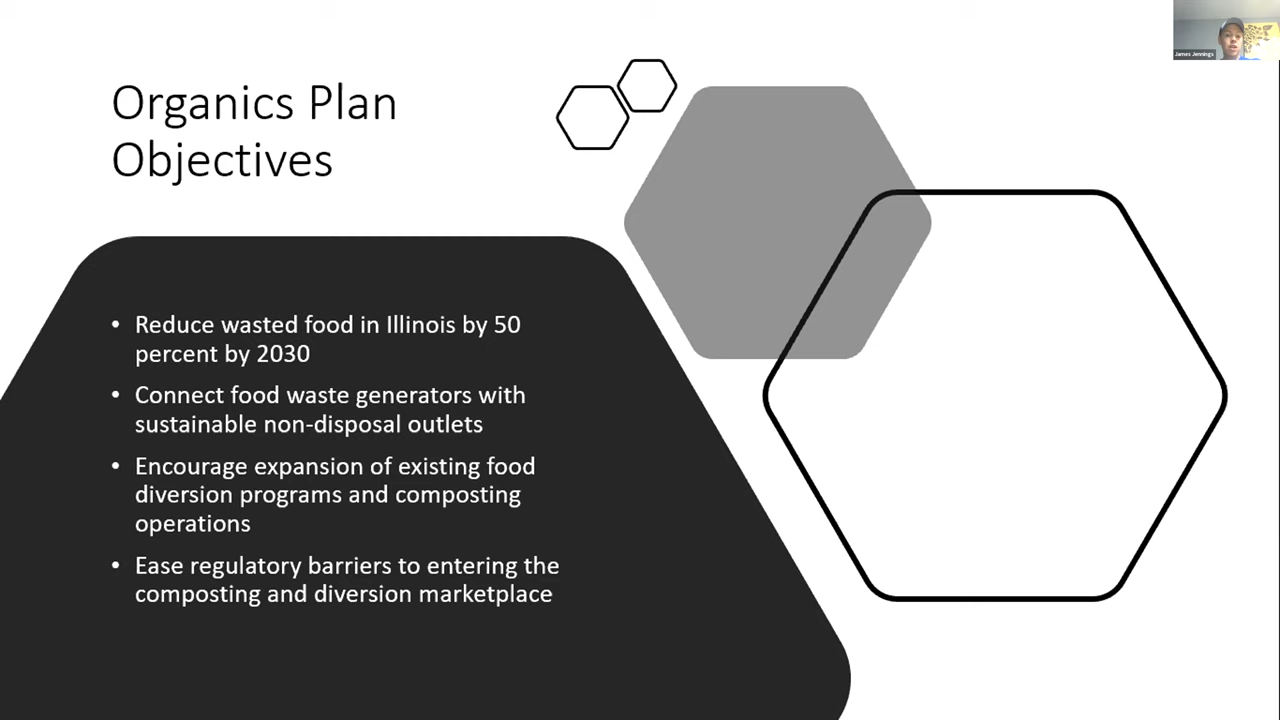 James Jennings
Organics Plan
Objectives
• Reduce wasted food in Illinois by 50
percent by 2030
• Connect food waste generators with
sustainable non-disposal outlets
• Encourage expansion of existing food
diversion programs and composting
operations
• Ease regulatory barriers to entering the
composting and diversion marketplace